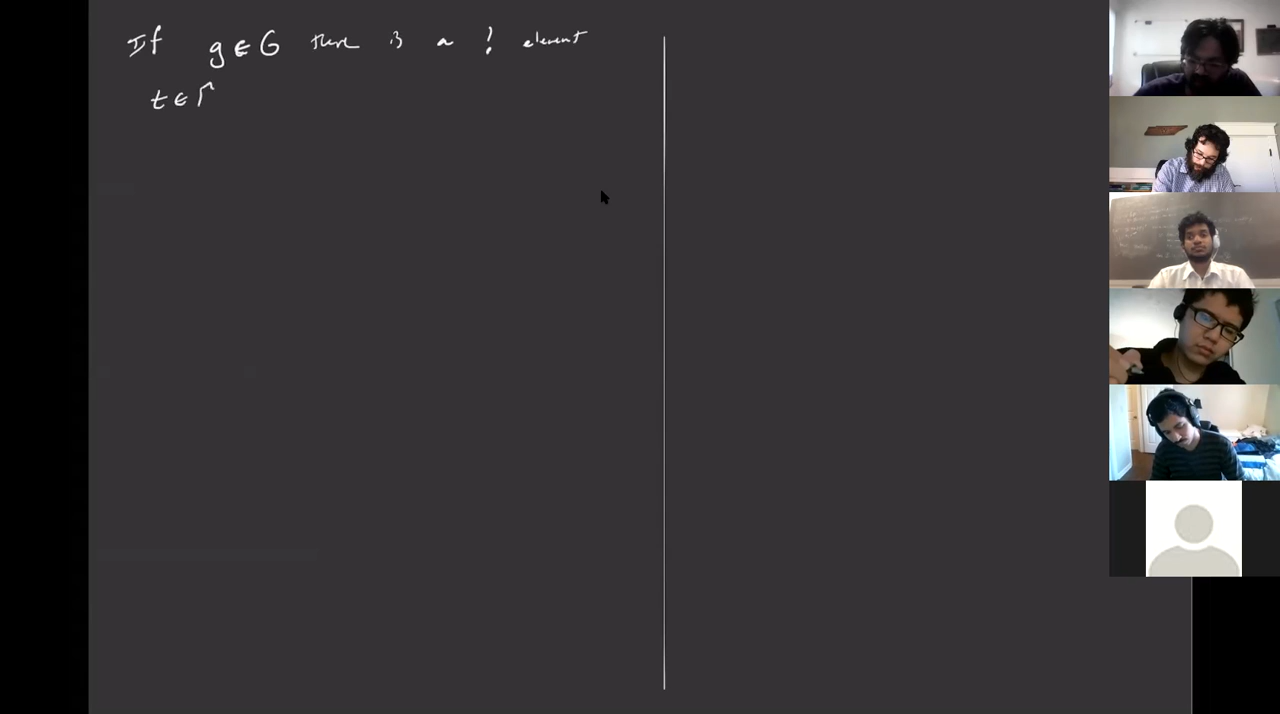 If g ∈ G there is a ! element
t ∈ Γ